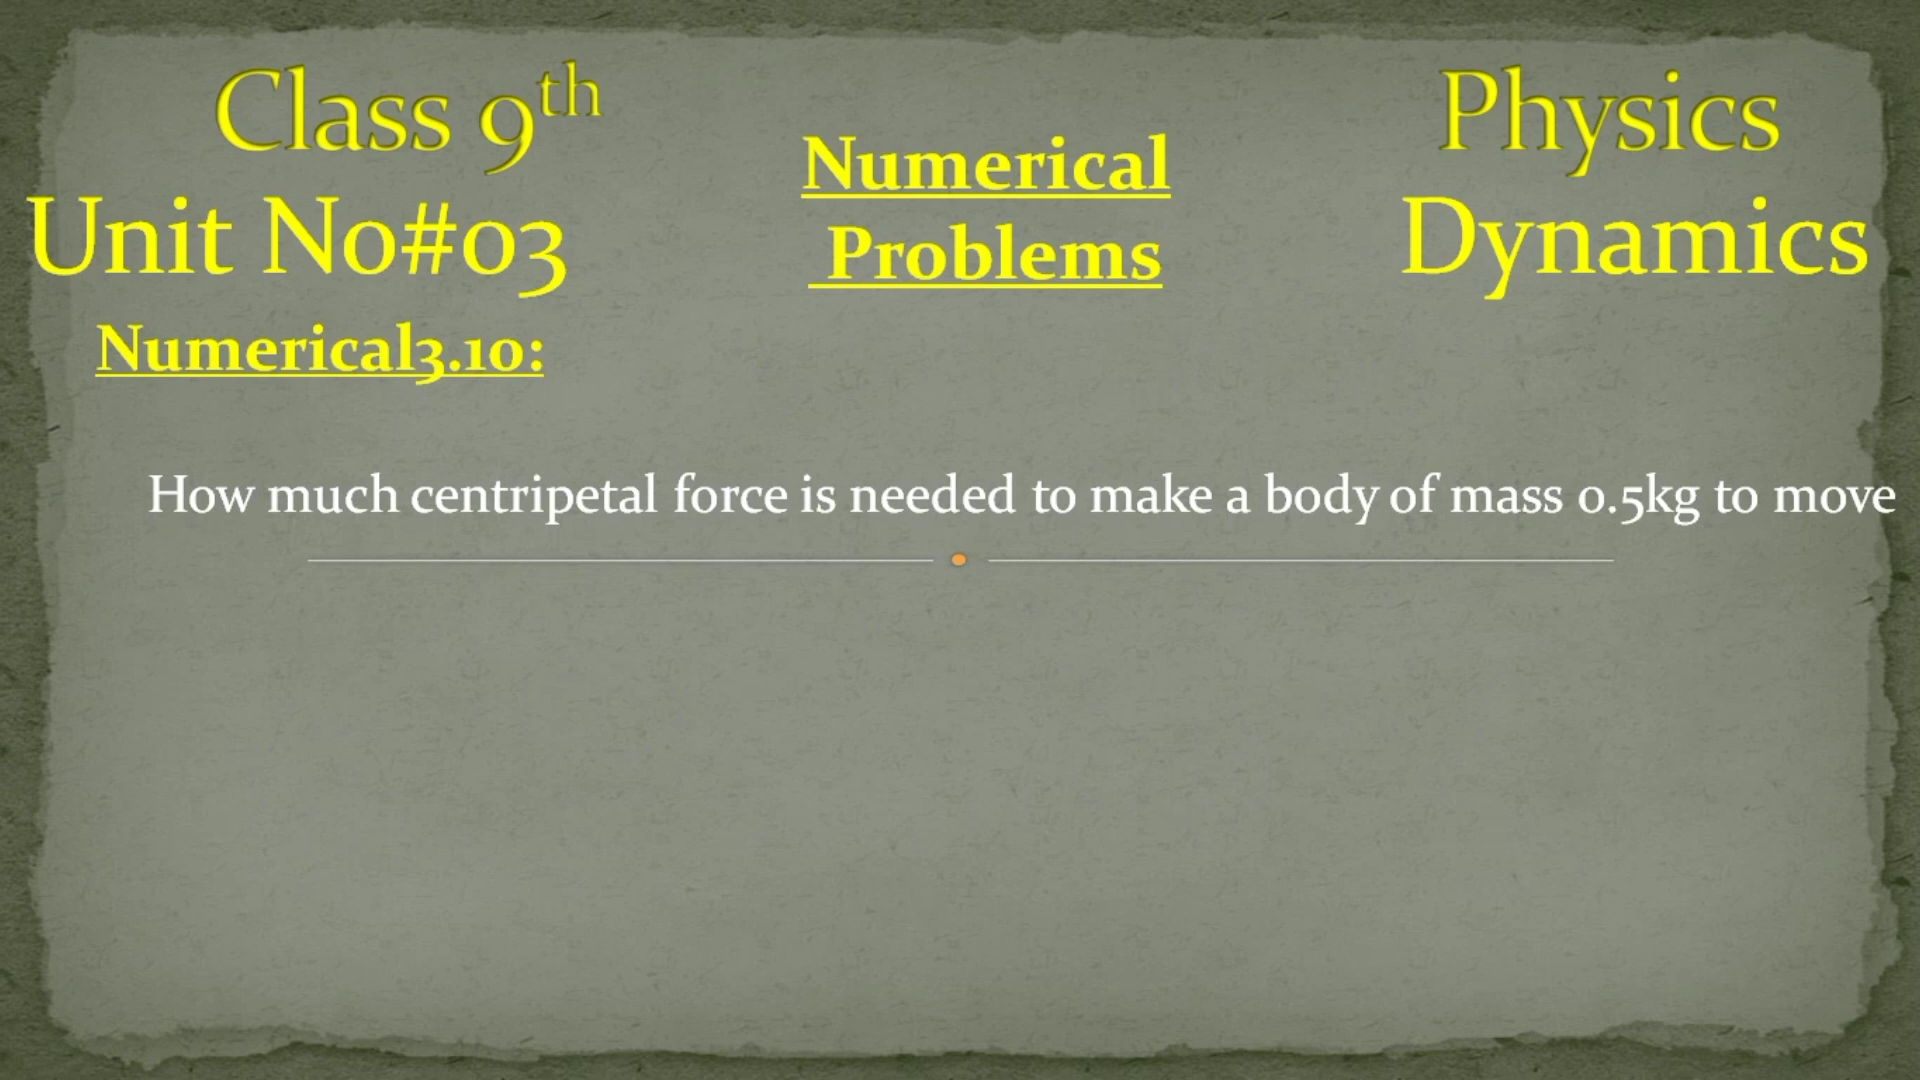 Class 9th
Physics
Numerical
Problems
Unit No#03
Dynamics
Numerical3.10:
How much centripetal force is needed to make a body of mass 0.5kg to move